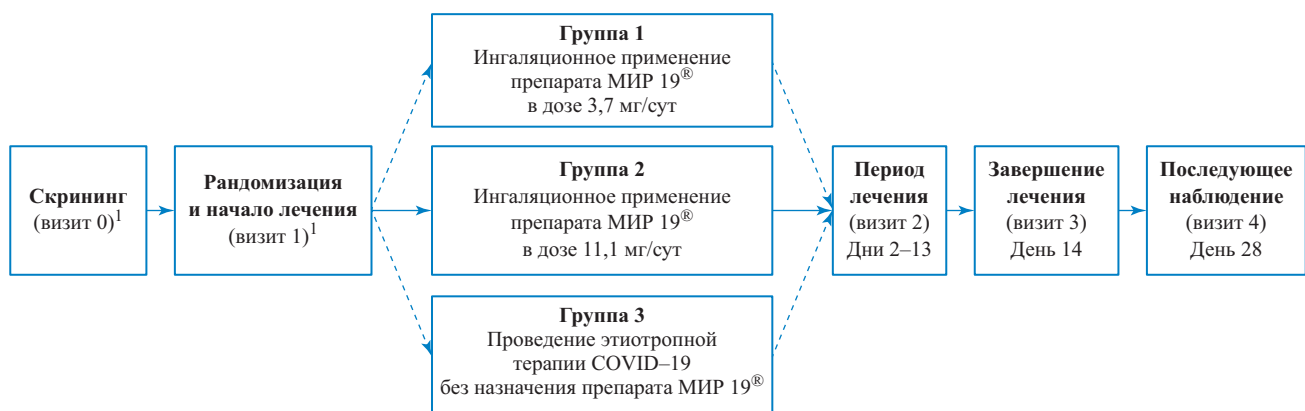 Скрининг
(визит 0)¹
Рандомизация
и начало лечения
(визит 1)¹
Группа 1
Ингаляционное применение
препарата МИР 19®
в дозе 3,7 мг/сут
Группа 2
Ингаляционное применение
препарата МИР 19®
в дозе 11,1 мг/сут
Группа 3
Проведение этиотропной
терапии COVID–19
без назначения препарата МИР 19®
Период
лечения
(визит 2)
Дни 2–13
Завершение
лечения
(визит 3)
День 14
Последующее
наблюдение
(визит 4)
День 28